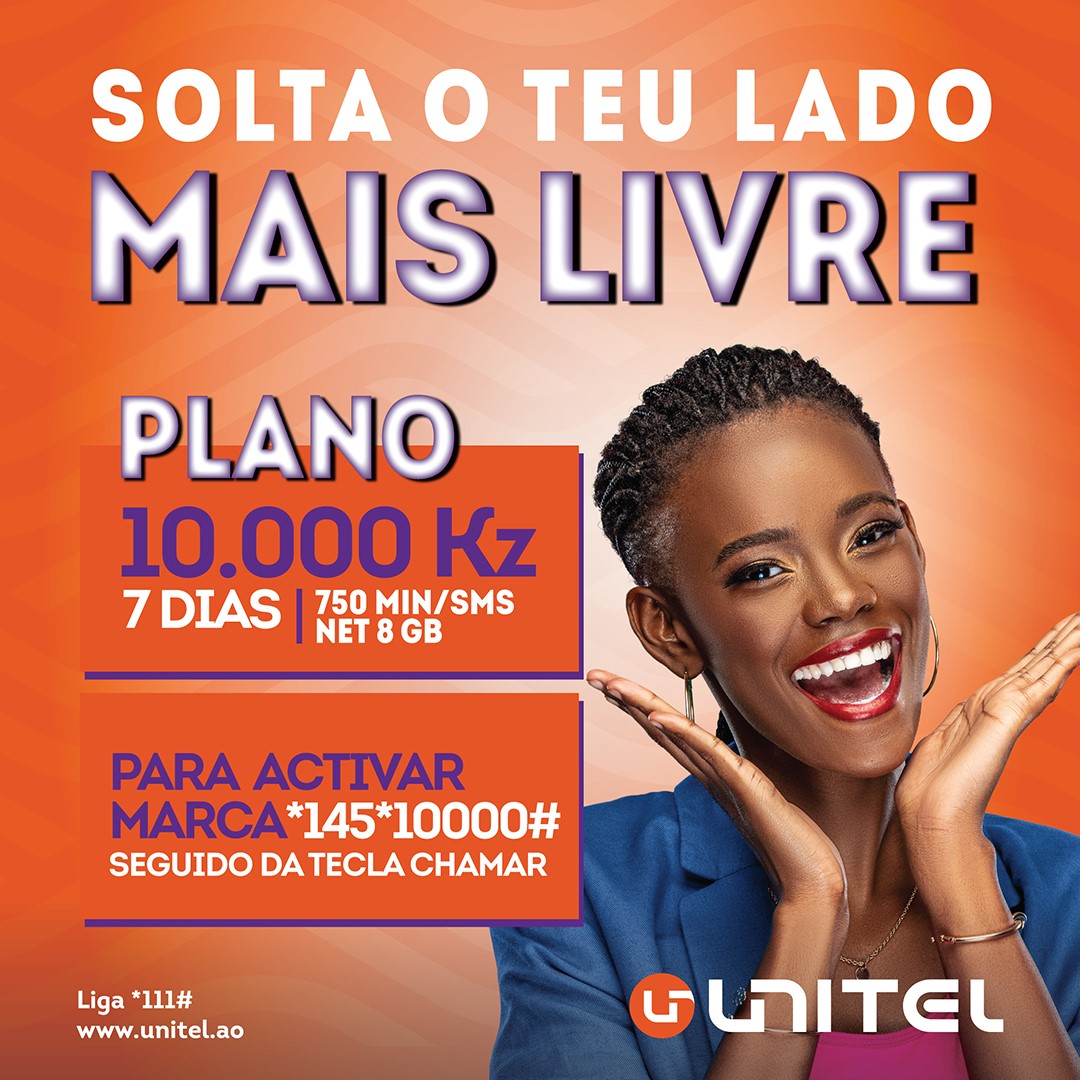 SOLTA O TEU LADO
MAIS LIVRE
PLANO
10.000 Kz
7 DIAS | 750 MIN/SMS
NET 8 GB
PARA ACTIVAR
MARCA *145*10000#
SEGUIDO DA TECLA CHAMAR
Liga *111#
www.unitel.ao
UNITEL